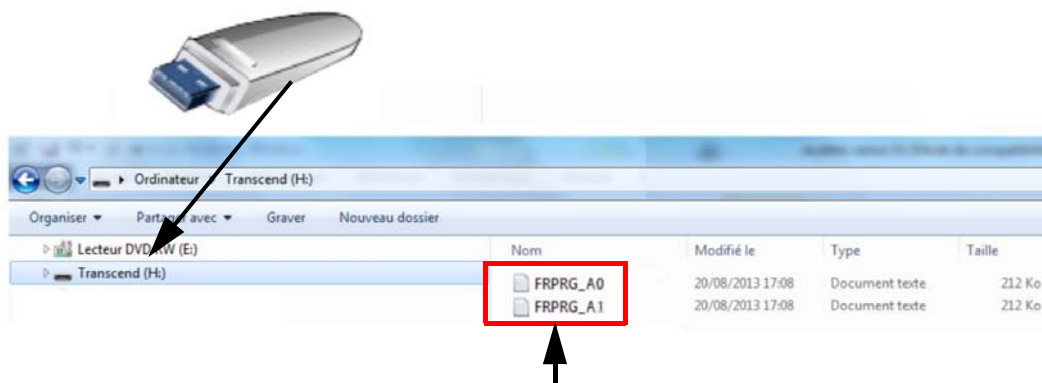 Ordinateur Transcend (H:)
Organiser Partager avec Graver Nouveau dossier
Lecteur DVD RW (E:)
Transcend (H:)
Nom Modifié le Type Taille
FRPRG_A0 20/08/2013 17:08 Document texte 212 Ko
FRPRG_A1 20/08/2013 17:08 Document texte 212 Ko